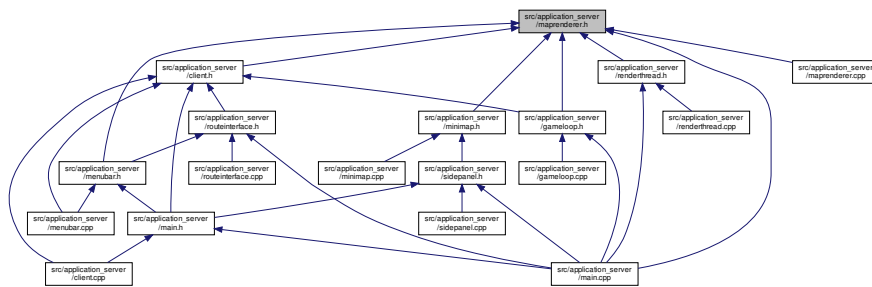 src/application_server
/maprenderer.h
src/application_server
/client.h
src/application_server
/renderthread.h
src/application_server
/maprenderer.cpp
src/application_server
/routeinterface.h
src/application_server
/minimap.h
src/application_server
/gameloop.h
src/application_server
/renderthread.cpp
src/application_server
/menubar.h
src/application_server
/routeinterface.cpp
src/application_server
/minimap.cpp
src/application_server
/sidepanel.h
src/application_server
/gameloop.cpp
src/application_server
/menubar.cpp
src/application_server
/main.h
src/application_server
/sidepanel.cpp
src/application_server
/client.cpp
src/application_server
/main.cpp